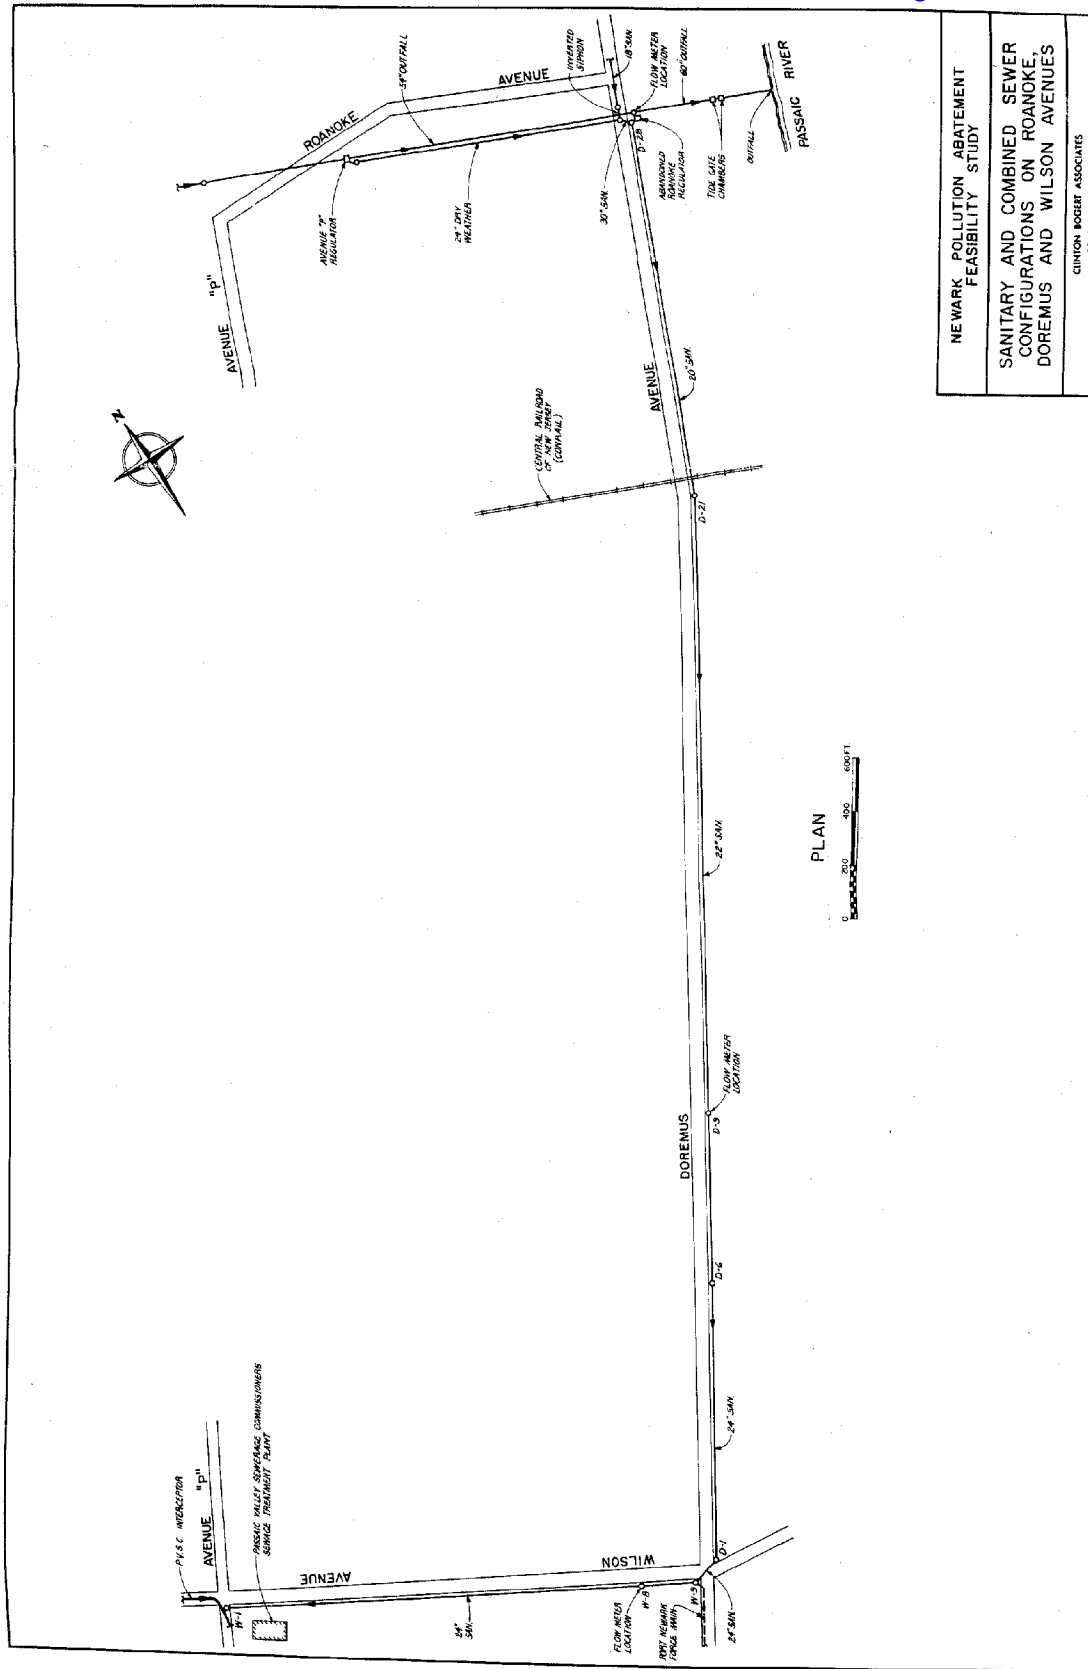 NEWARK POLLUTION ABATEMENT
FEASIBILITY STUDY
SANITARY AND COMBINED SEWER
CONFIGURATIONS ON ROANOKE,
DOREMUS AND WILSON AVENUES
CLINTON BOGERT ASSOCIATES
N
AVENUE "P"
ROANOKE
AVENUE
54" OUTFALL
INVERTED
SIPHON
18" SAN.
FLOW METER
LOCATION
60" OUTFALL
PASSAIC
RIVER
OUTFALL
TIDE GATE
CHAMBERS
ABANDONED
ROANOKE
REGULATOR
D-28
30" SAN.
24" DRY
WEATHER
AVENUE "P"
REGULATOR
AVENUE
20" SAN.
CENTRAL RAILROAD
OF NEW JERSEY
(CONRAIL)
D-21
22" SAN.
PLAN
0
200
400
600 FT.
DOREMUS
FLOW METER
LOCATION
D-9
D-6
24" SAN.
D-1
24" SAN.
W-9
PORT NEWARK
FORCE MAIN
W-8
FLOW METER
LOCATION
WILSON
AVENUE
24"
SAN.
W-1
PASSAIC VALLEY SEWERAGE COMMISSIONERS
SEWAGE TREATMENT PLANT
AVENUE "P"
P.V.S.C. INTERCEPTOR